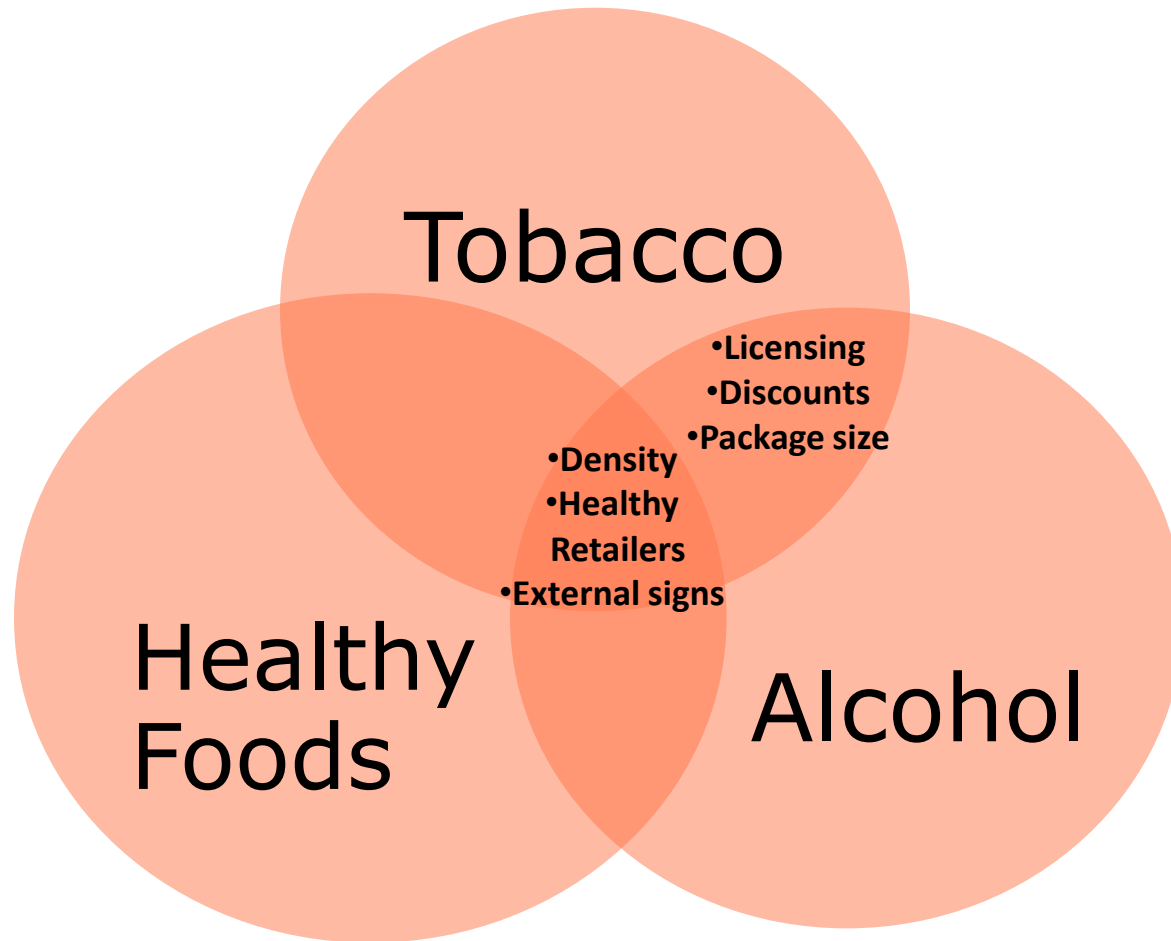 Tobacco
•Licensing
•Discounts
•Package size
•Density
•Healthy
Retailers
•External signs
Healthy
Foods
Alcohol